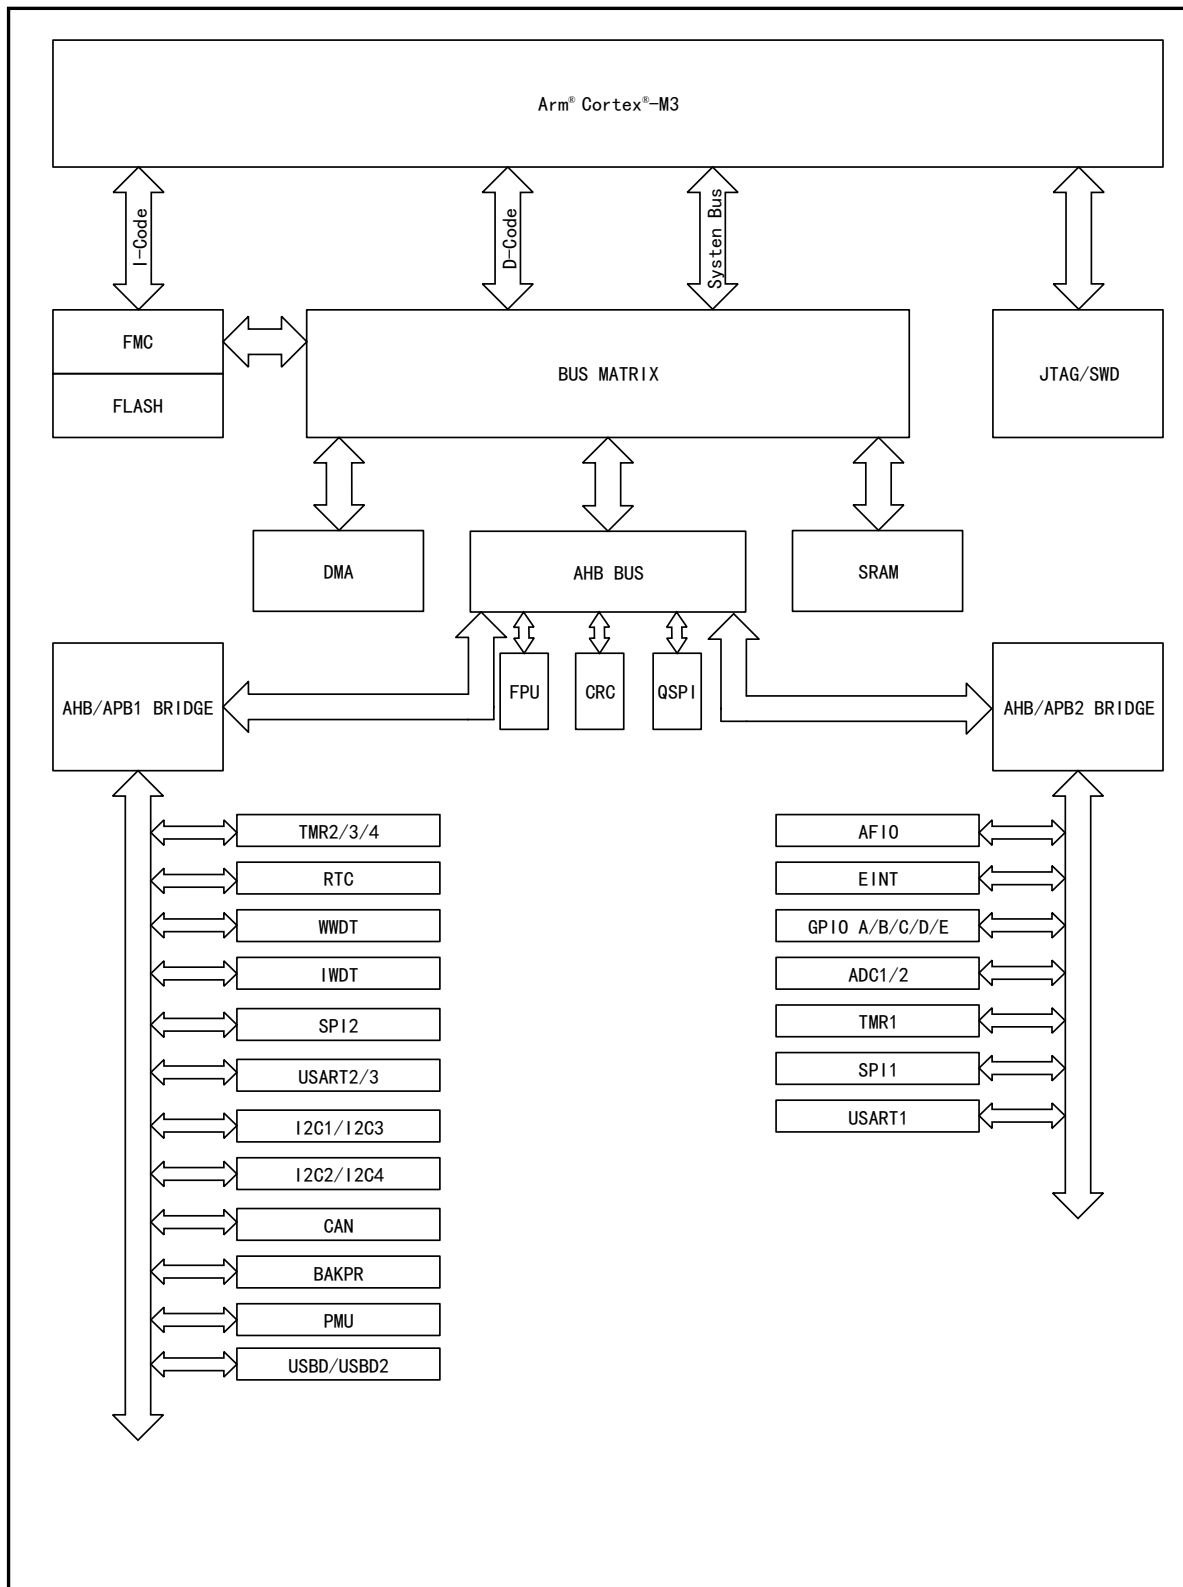 Arm® Cortex®-M3
I-Code
D-Code
Systen Bus
FMC
FLASH
BUS MATRIX
JTAG/SWD
DMA
AHB BUS
SRAM
AHB/APB1 BRIDGE
FPU
CRC
QSPI
AHB/APB2 BRIDGE
TMR2/3/4
RTC
WWDT
IWDT
SPI2
USART2/3
I2C1/I2C3
I2C2/I2C4
CAN
BAKPR
PMU
USBD/USBD2
AFIO
EINT
GPIO A/B/C/D/E
ADC1/2
TMR1
SPI1
USART1